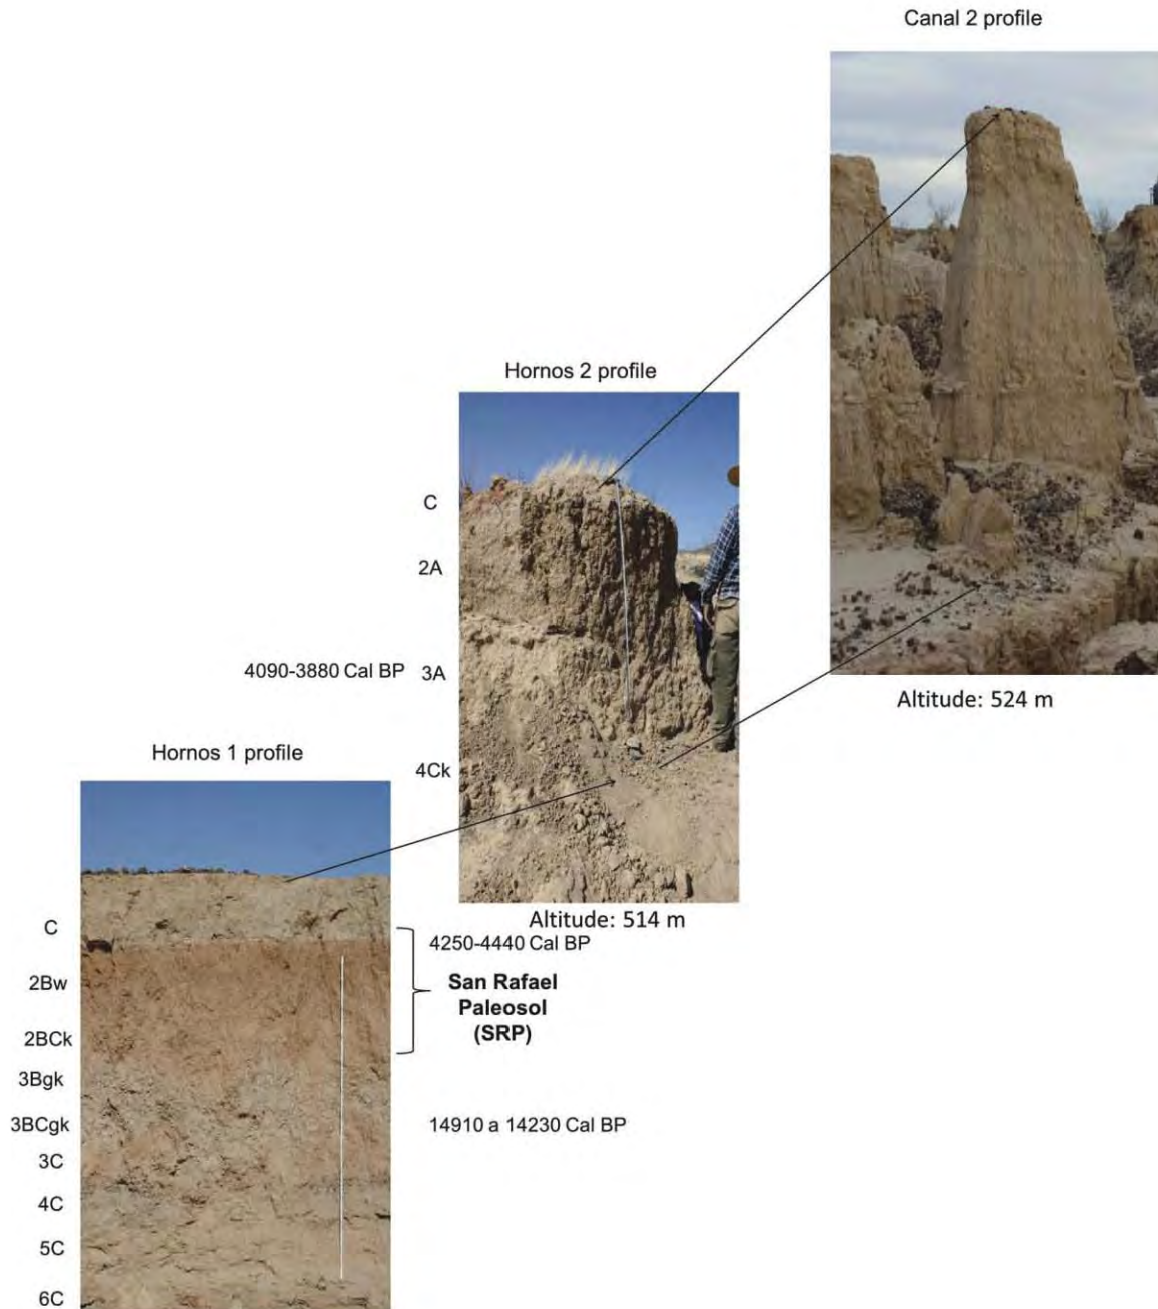 Canal 2 profile
Altitude: 524 m
Hornos 2 profile
C
2A
4090-3880 Cal BP 3A
4Ck
Altitude: 514 m
Hornos 1 profile
C
2Bw
2BCk
3Bgk
3BCgk
3C
4C
5C
6C
4250-4440 Cal BP
San Rafael
Paleosol
(SRP)
14910 a 14230 Cal BP